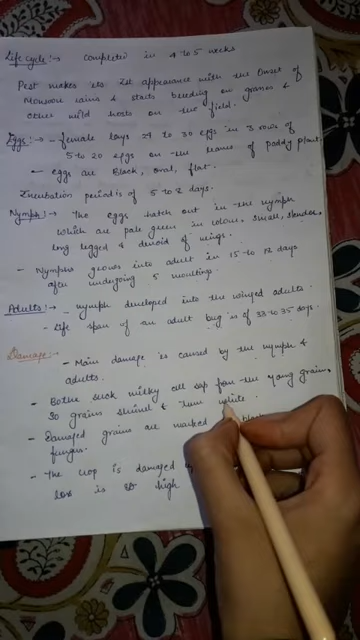 Life cycle :→ Completed in 4 to 5 weeks
Pest makes its 1st appearance with the onset of
Monsoon rains & starts breeding on grasses &
other wild hosts on the field.
Eggs :→ - female lays 24 to 30 eggs in 3 rows of
5 to 20 eggs on the leaves of paddy plant
- eggs are Black, oval, flat.
Incubation period is of 5 to 8 days.
Nymph :→ The eggs hatch out in the nymph
which are pale green in colour, small, slender,
long legged & devoid of wings.
- Nymphs grows into adult in 15 to 18 days
after undergoing 5 moulting.
Adults :→ - nymph developed into the winged adults.
- Life span of an adult bug is of 33 to 35 days.
Damage :→
- Main damage is caused by the nymph &
adults.
- Bothe suck milky cell sap from the young grains,
so grains shrivel & turn white.
- Damaged grains are marked black
fungus.
- The crop is damaged
loss is so high